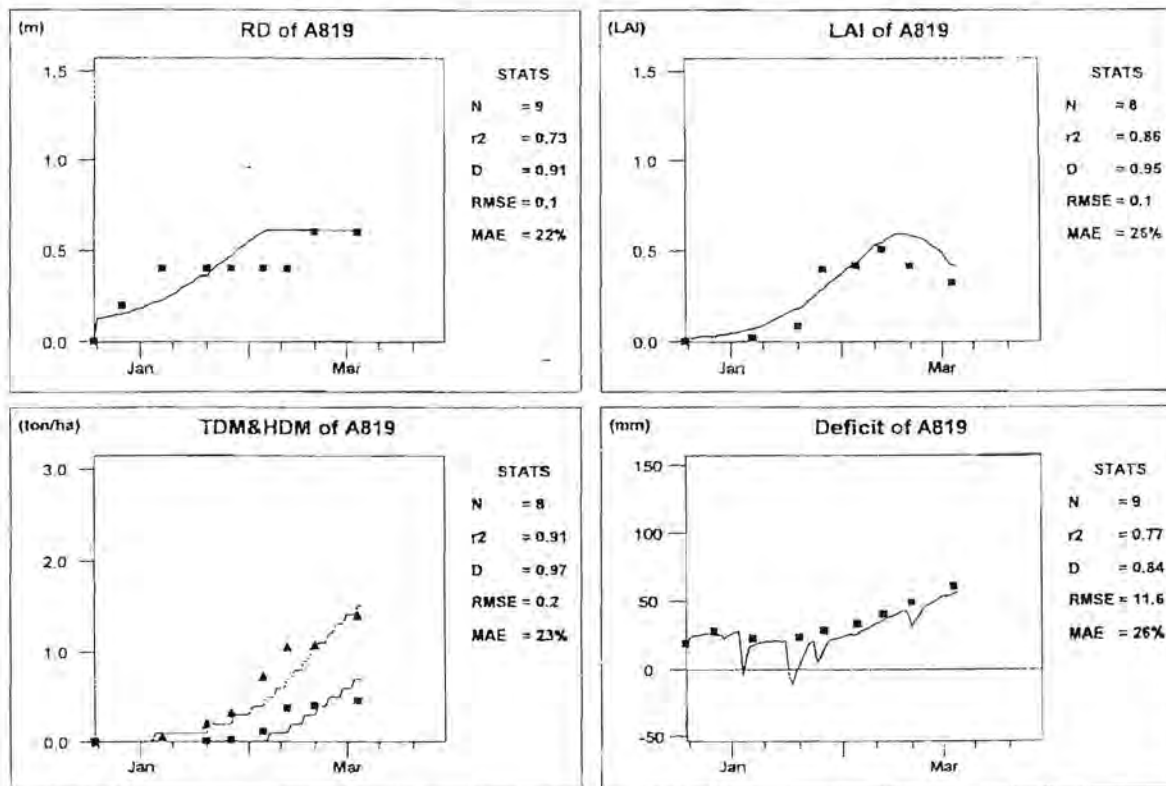 (m) RD of A819
1.5
1.0
0.5
0.0
Jan Mar
STATS
N = 9
r2 = 0.73
D = 0.91
RMSE = 0.1
MAE = 22%
(LAI) LAI of A819
1.5
1.0
0.5
0.0
Jan Mar
STATS
N = 8
r2 = 0.86
D = 0.95
RMSE = 0.1
MAE = 25%
(ton/ha) TDM&HDM of A819
3.0
2.0
1.0
0.0
Jan Mar
STATS
N = 8
r2 = 0.91
D = 0.97
RMSE = 0.2
MAE = 23%
(mm) Deficit of A819
150
100
50
0
-50
Jan Mar
STATS
N = 9
r2 = 0.77
D = 0.84
RMSE = 11.6
MAE = 26%